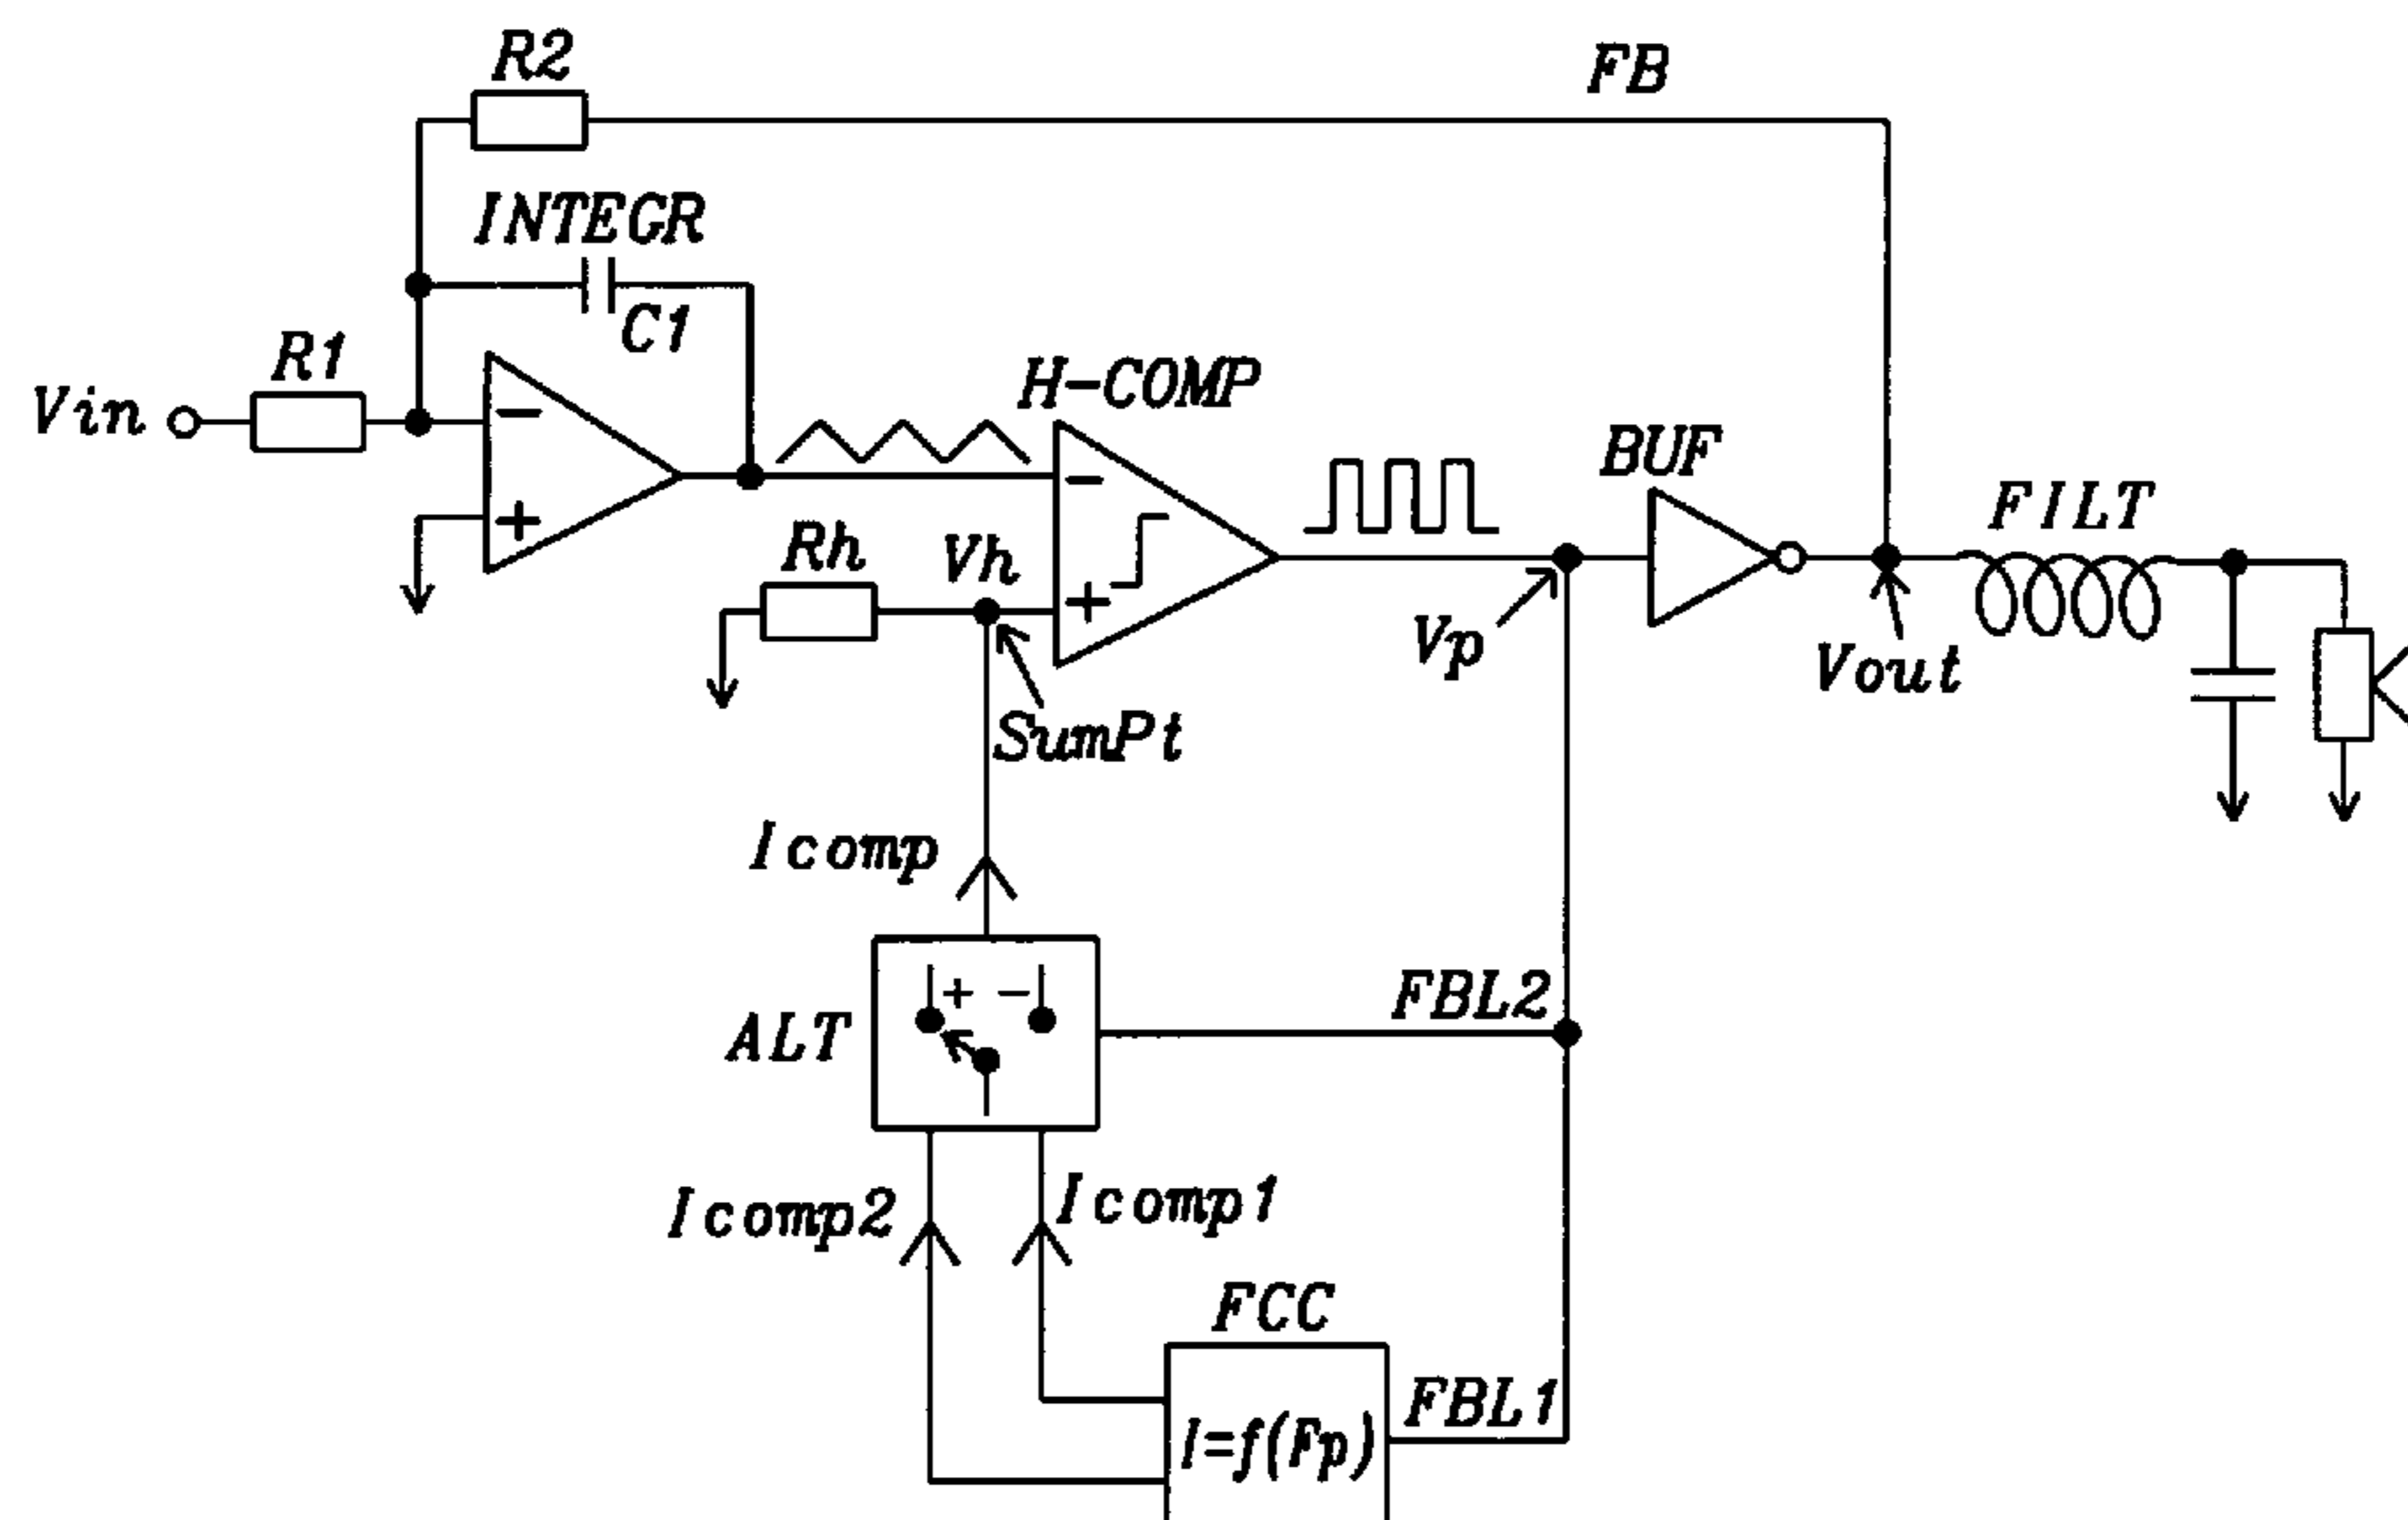 R2
FB
INTEGR
C1
R1
Vin
−
+
H-COMP
−
+
Rh
Vh
SumPt
BUF
FILT
Vp
Vout
Icomp
+ −
ALT
FBL2
Icomp2
Icomp1
FCC
FBL1
I=f(Fp)